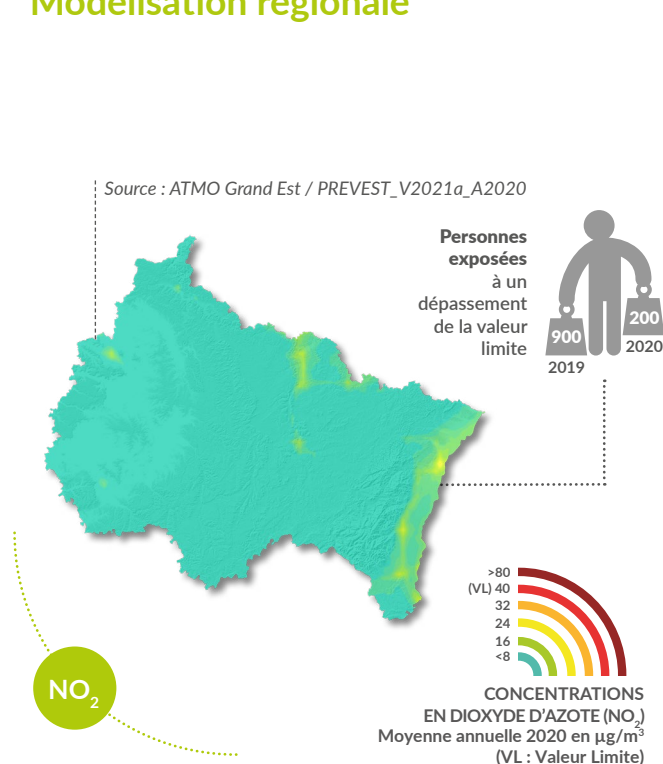 Modélisation régionale
Source : ATMO Grand Est / PREVEST_V2021a_A2020
Personnes
exposées
à un
dépassement
de la valeur
limite
900
2019
200
2020
>80
(VL) 40
32
24
16
<8
NO2
CONCENTRATIONS
EN DIOXYDE D'AZOTE (NO2)
Moyenne annuelle 2020 en µg/m³
(VL : Valeur Limite)